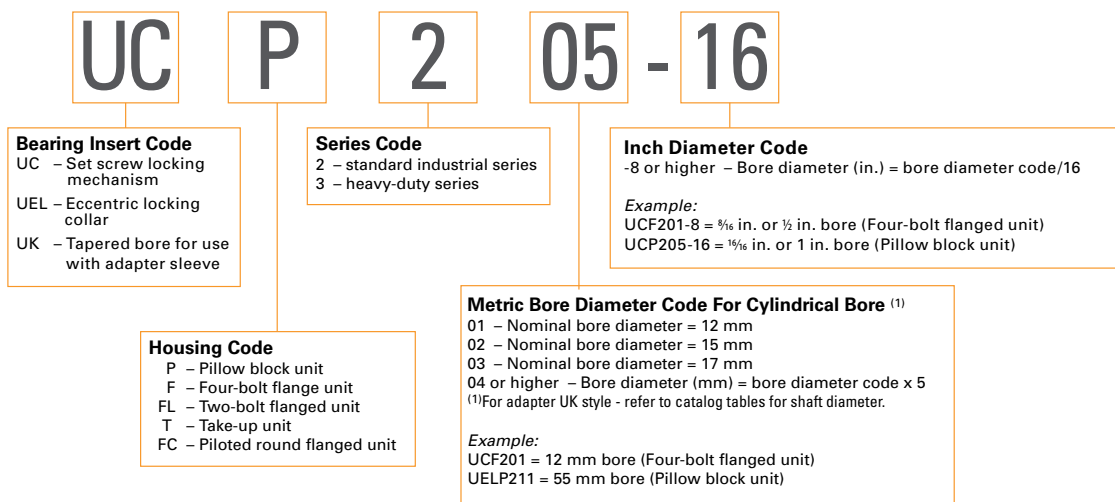 UC P 2 05 - 16
Bearing Insert Code
UC – Set screw locking
mechanism
UEL – Eccentric locking
collar
UK – Tapered bore for use
with adapter sleeve
Series Code
2 – standard industrial series
3 – heavy-duty series
Inch Diameter Code
-8 or higher – Bore diameter (in.) = bore diameter code/16
Example:
UCF201-8 = 8/16 in. or ½ in. bore (Four-bolt flanged unit)
UCP205-16 = 16/16 in. or 1 in. bore (Pillow block unit)
Housing Code
P – Pillow block unit
F – Four-bolt flange unit
FL – Two-bolt flanged unit
T – Take-up unit
FC – Piloted round flanged unit
Metric Bore Diameter Code For Cylindrical Bore (1)
01 – Nominal bore diameter = 12 mm
02 – Nominal bore diameter = 15 mm
03 – Nominal bore diameter = 17 mm
04 or higher – Bore diameter (mm) = bore diameter code x 5
(1)For adapter UK style - refer to catalog tables for shaft diameter.
Example:
UCF201 = 12 mm bore (Four-bolt flanged unit)
UELP211 = 55 mm bore (Pillow block unit)